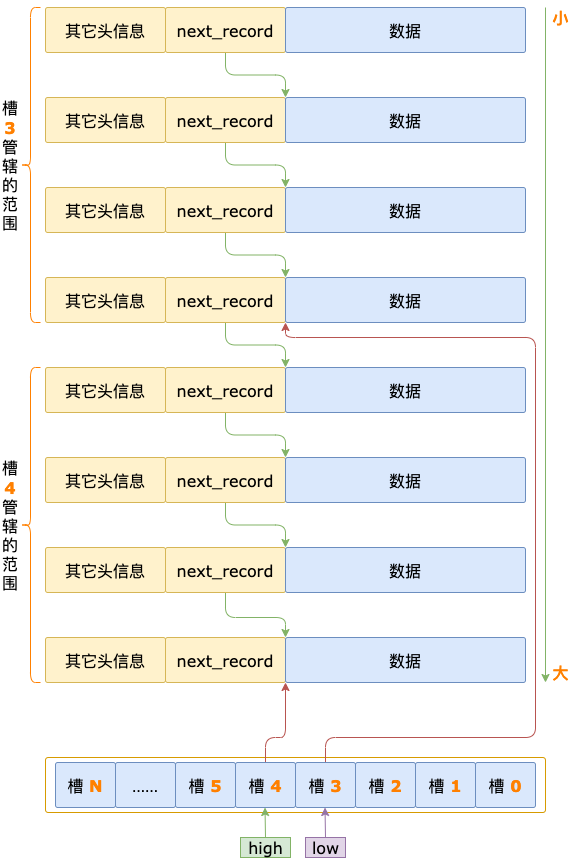 其它头信息 next_record 数据 小
其它头信息 next_record 数据
槽3管辖的范围
其它头信息 next_record 数据
其它头信息 next_record 数据
其它头信息 next_record 数据
其它头信息 next_record 数据
槽4管辖的范围
其它头信息 next_record 数据
其它头信息 next_record 数据 大
槽 N …… 槽 5 槽 4 槽 3 槽 2 槽 1 槽 0
high low